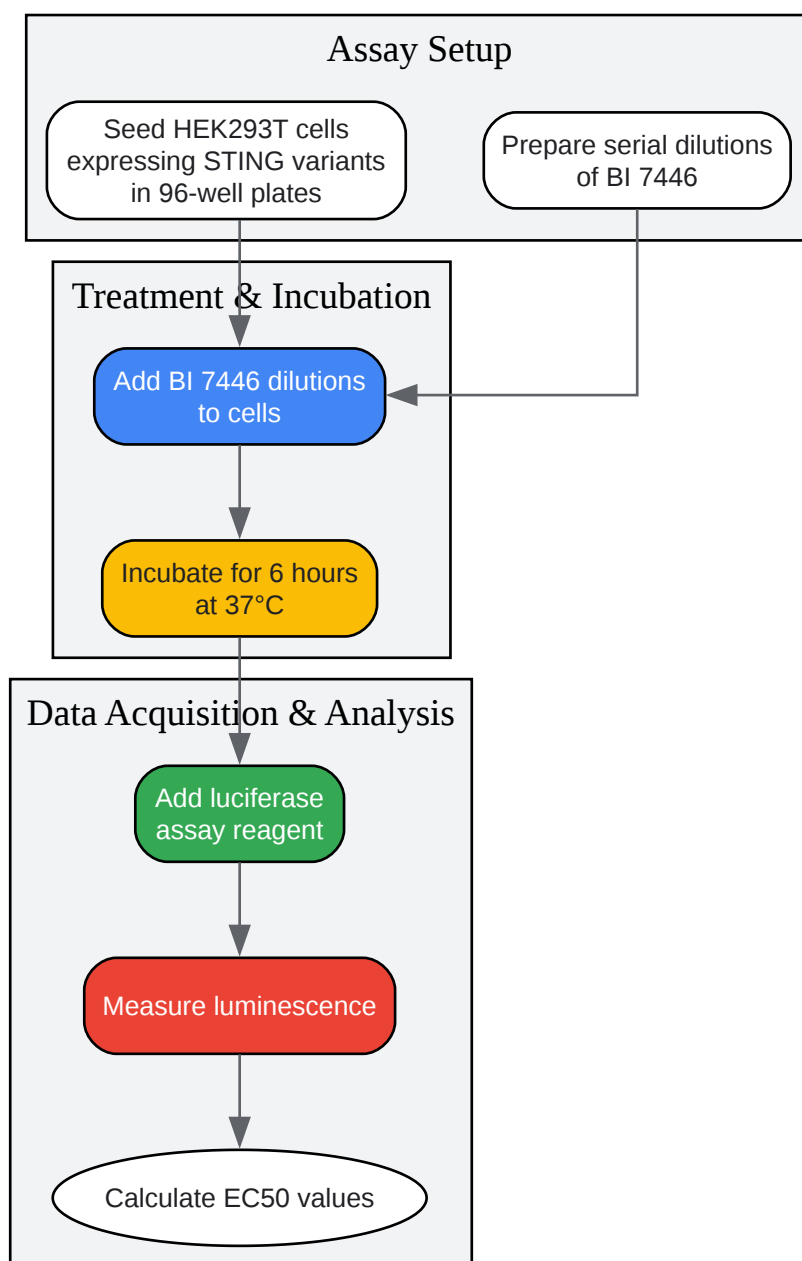 Assay Setup
Seed HEK293T cells
expressing STING variants
in 96-well plates
Prepare serial dilutions
of BI 7446
Treatment & Incubation
Add BI 7446 dilutions
to cells
Incubate for 6 hours
at 37°C
Data Acquisition & Analysis
Add luciferase
assay reagent
Measure luminescence
Calculate EC50 values